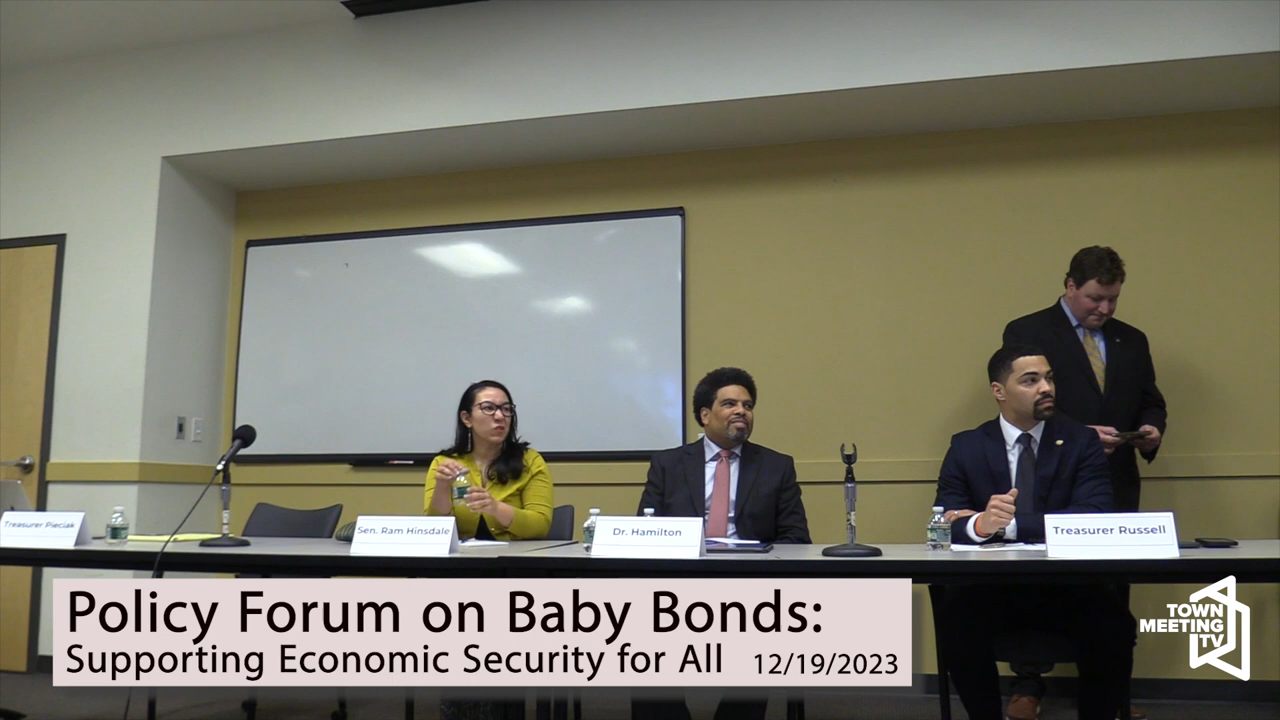 Treasurer Pieciak
Sen. Ram Hinsdale
Dr. Hamilton
Treasurer Russell
Policy Forum on Baby Bonds:
Supporting Economic Security for All 12/19/2023
TOWN
MEETING
TV